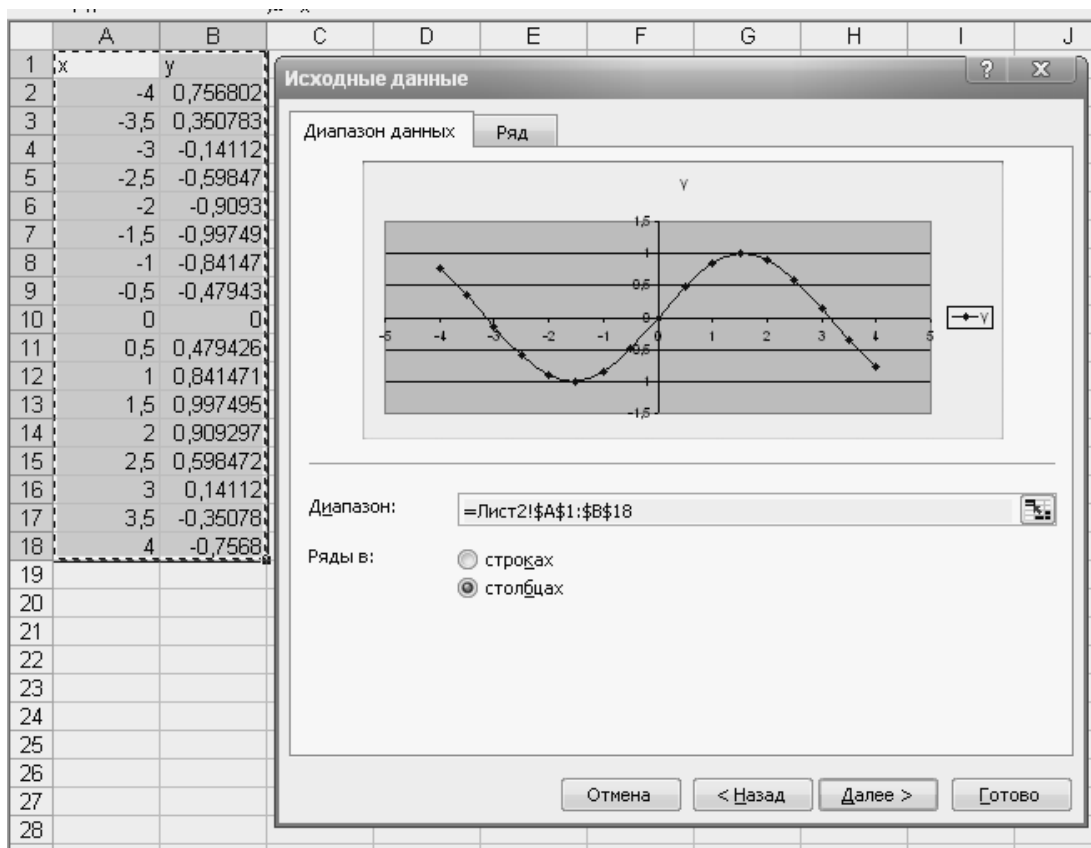 A B C D E F G H I J
1 x y
2 -4 0,756802
3 -3,5 0,350783
4 -3 -0,14112
5 -2,5 -0,59847
6 -2 -0,9093
7 -1,5 -0,99749
8 -1 -0,84147
9 -0,5 -0,47943
10 0 0
11 0,5 0,479426
12 1 0,841471
13 1,5 0,997495
14 2 0,909297
15 2,5 0,598472
16 3 0,14112
17 3,5 -0,35078
18 4 -0,7568
19
20
21
22
23
24
25
26
27
28
Исходные данные
Диапазон данных Ряд
y
1,5
1
0,5
0
-5 -4 -3 -2 -1 1 2 3 4 5
-0,5
-1
-1,5
y
Диапазон: =Лист2!$A$1:$B$18
Ряды в: строках
столбцах
Отмена < Назад Далее > Готово